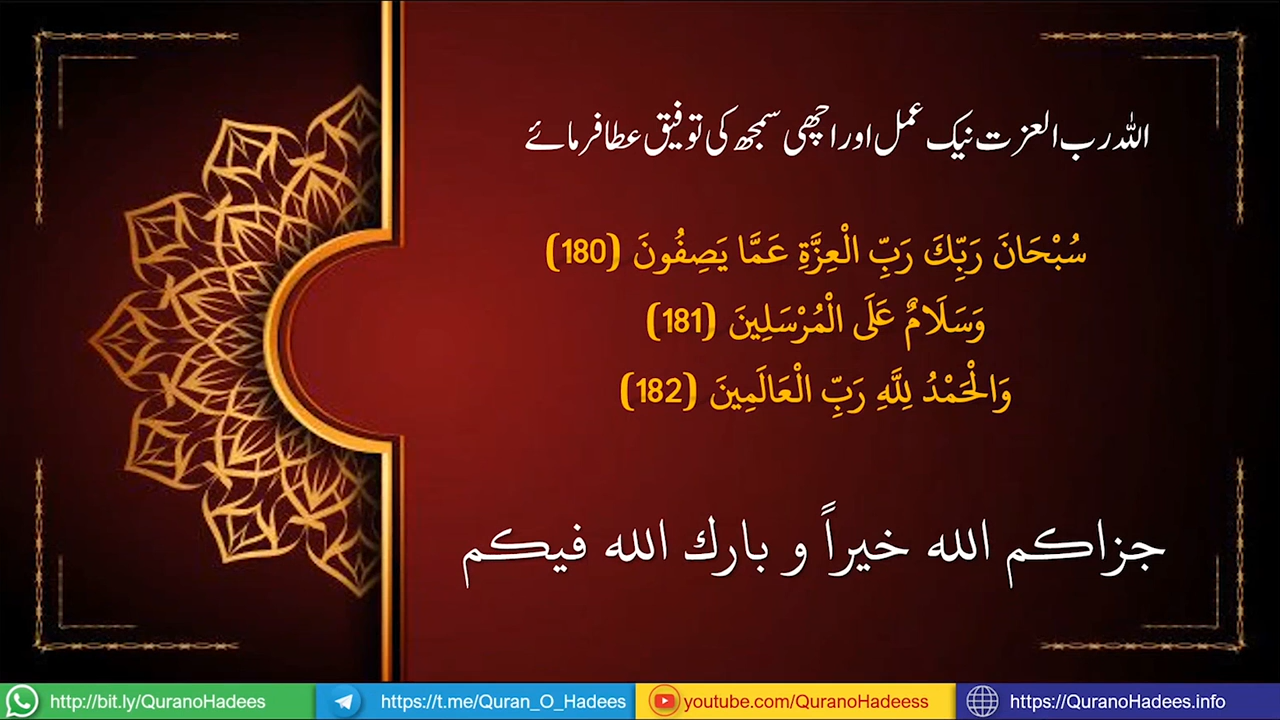 اللہ رب العزت نیک عمل اور اچھی سمجھ کی توفیق عطا فرمائے
سُبْحَانَ رَبِّكَ رَبِّ الْعِزَّةِ عَمَّا يَصِفُونَ (180)
وَسَلَامٌ عَلَى الْمُرْسَلِينَ (181)
وَالْحَمْدُ لِلَّهِ رَبِّ الْعَالَمِينَ (182)
جزاكم الله خيراً و بارك الله فيكم
http://bit.ly/QuranoHadees
https://t.me/Quran_O_Hadees
youtube.com/QuranoHadeess
https://QuranoHadees.info